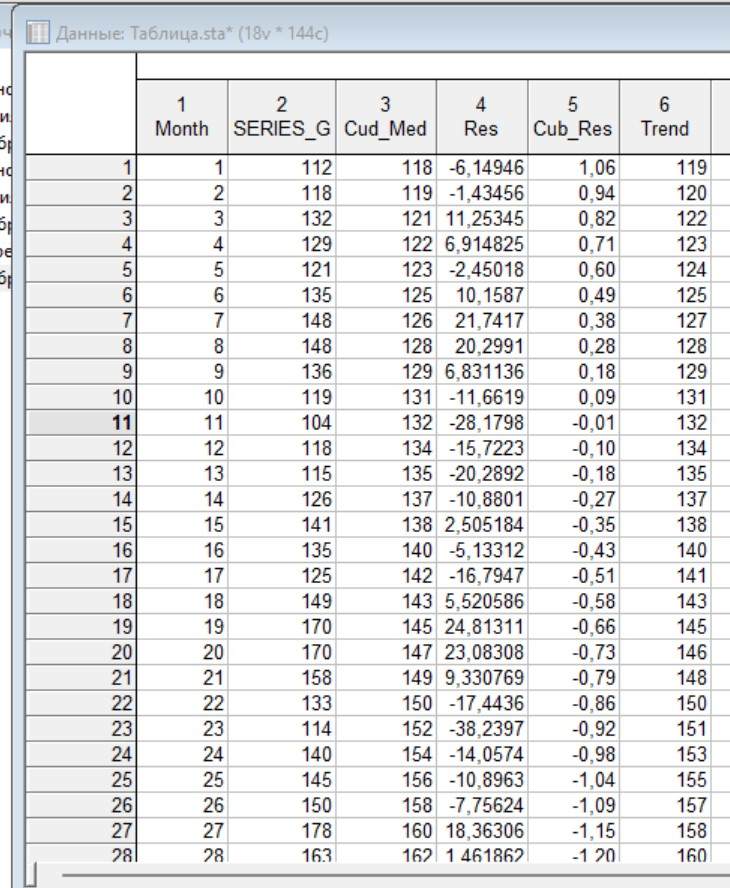 Данные: Таблица.sta* (18v * 144c)
1 2 3 4 5 6
Month SERIES_G Cud_Med Res Cub_Res Trend
1 1 112 118 -6,14946 1,06 119
2 2 118 119 -1,43456 0,94 120
3 3 132 121 11,25345 0,82 122
4 4 129 122 6,914825 0,71 123
5 5 121 123 -2,45018 0,60 124
6 6 135 125 10,1587 0,49 125
7 7 148 126 21,7417 0,38 127
8 8 148 128 20,2991 0,28 128
9 9 136 129 6,831136 0,18 129
10 10 119 131 -11,6619 0,09 131
11 11 104 132 -28,1798 -0,01 132
12 12 118 134 -15,7223 -0,10 134
13 13 115 135 -20,2892 -0,18 135
14 14 126 137 -10,8801 -0,27 137
15 15 141 138 2,505184 -0,35 138
16 16 135 140 -5,13312 -0,43 140
17 17 125 142 -16,7947 -0,51 141
18 18 149 143 5,520586 -0,58 143
19 19 170 145 24,81311 -0,66 145
20 20 170 147 23,08308 -0,73 146
21 21 158 149 9,330769 -0,79 148
22 22 133 150 -17,4436 -0,86 150
23 23 114 152 -38,2397 -0,92 151
24 24 140 154 -14,0574 -0,98 153
25 25 145 156 -10,8963 -1,04 155
26 26 150 158 -7,75624 -1,09 157
27 27 178 160 18,36306 -1,15 158
28 28 163 162 1,461862 -1,20 160